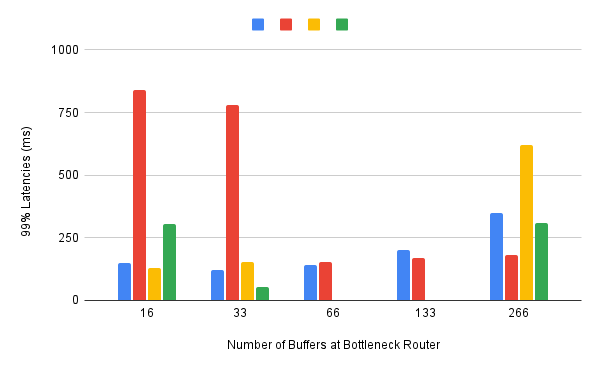 1000
750
500
250
0
99% Latencies (ms)
16 33 66 133 266
Number of Buffers at Bottleneck Router